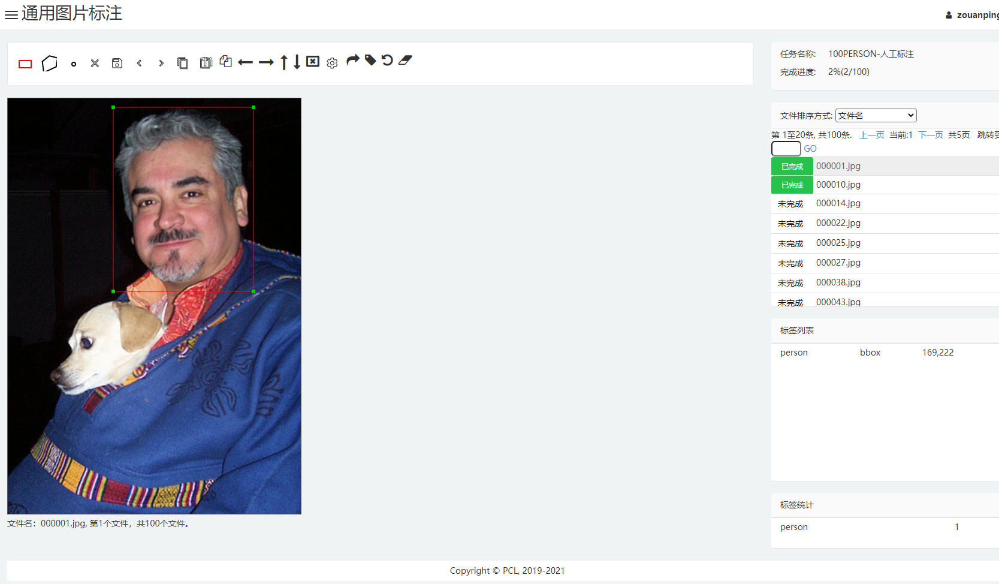 通用图片标注
zouanping
任务名称: 100PERSON-人工标注
完成进度: 2%(2/100)
文件排序方式: 文件名
第 1至20条, 共100条. 上一页 当前:1 下一页 共5页 跳转到
GO
已完成 000001.jpg
已完成 000010.jpg
未完成 000014.jpg
未完成 000022.jpg
未完成 000025.jpg
未完成 000027.jpg
未完成 000038.jpg
未完成 000043.jpg
标签列表
person bbox 169,222
标签统计
person 1
文件名：000001.jpg, 第1个文件，共100个文件。
Copyright © PCL, 2019-2021